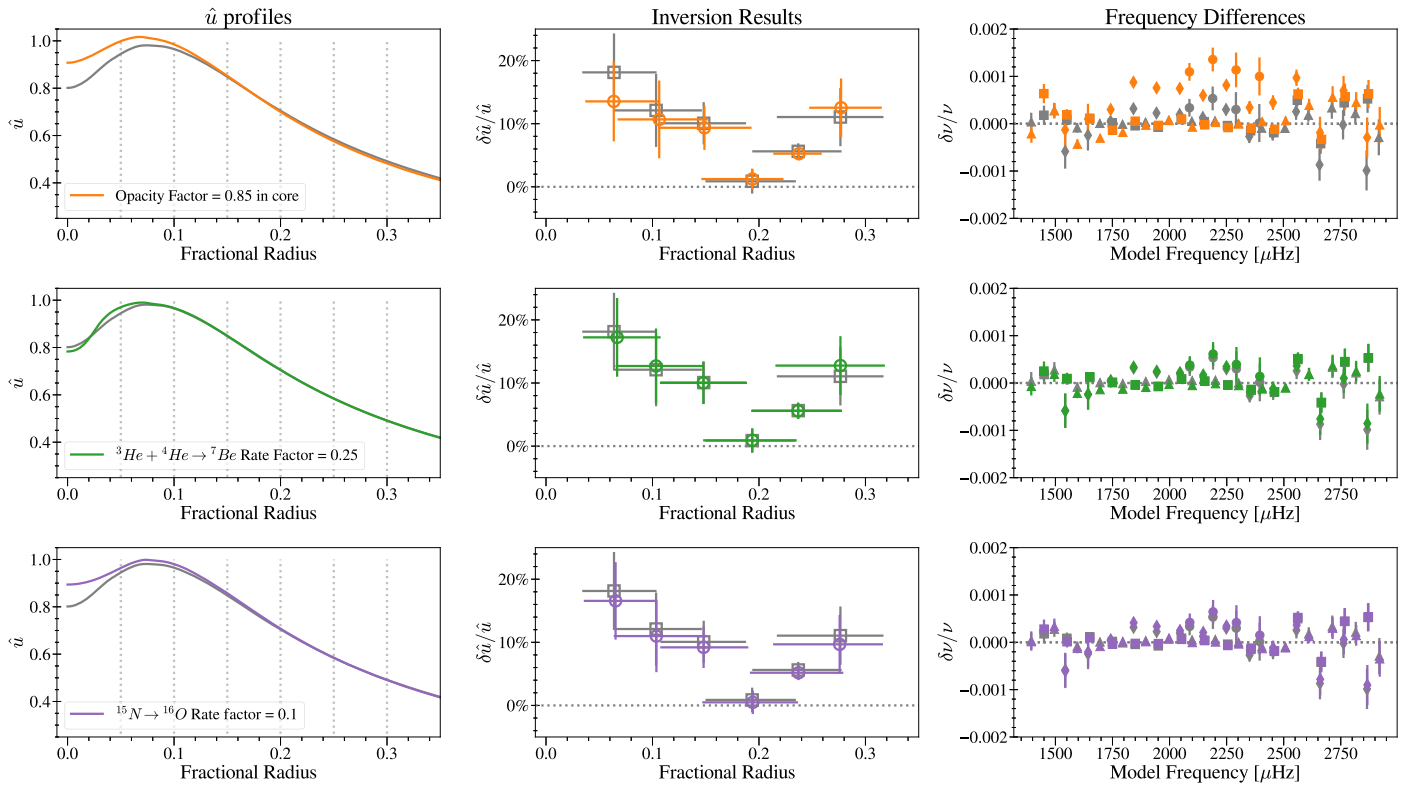 û profiles
Inversion Results
Frequency Differences
1.0
0.8
0.6
0.4
û
Opacity Factor = 0.85 in core
0.0 0.1 0.2 0.3
Fractional Radius
20%
10%
0%
δû/û
0.0 0.1 0.2 0.3
Fractional Radius
0.002
0.001
0.000
−0.001
−0.002
δν/ν
1500 1750 2000 2250 2500 2750
Model Frequency [μHz]
1.0
0.8
0.6
0.4
û
³He + ⁴He → ⁷Be Rate Factor = 0.25
0.0 0.1 0.2 0.3
Fractional Radius
20%
10%
0%
δû/û
0.0 0.1 0.2 0.3
Fractional Radius
0.002
0.001
0.000
−0.001
−0.002
δν/ν
1500 1750 2000 2250 2500 2750
Model Frequency [μHz]
1.0
0.8
0.6
0.4
û
¹⁵N → ¹⁶O Rate factor = 0.1
0.0 0.1 0.2 0.3
Fractional Radius
20%
10%
0%
δû/û
0.0 0.1 0.2 0.3
Fractional Radius
0.002
0.001
0.000
−0.001
−0.002
δν/ν
1500 1750 2000 2250 2500 2750
Model Frequency [μHz]